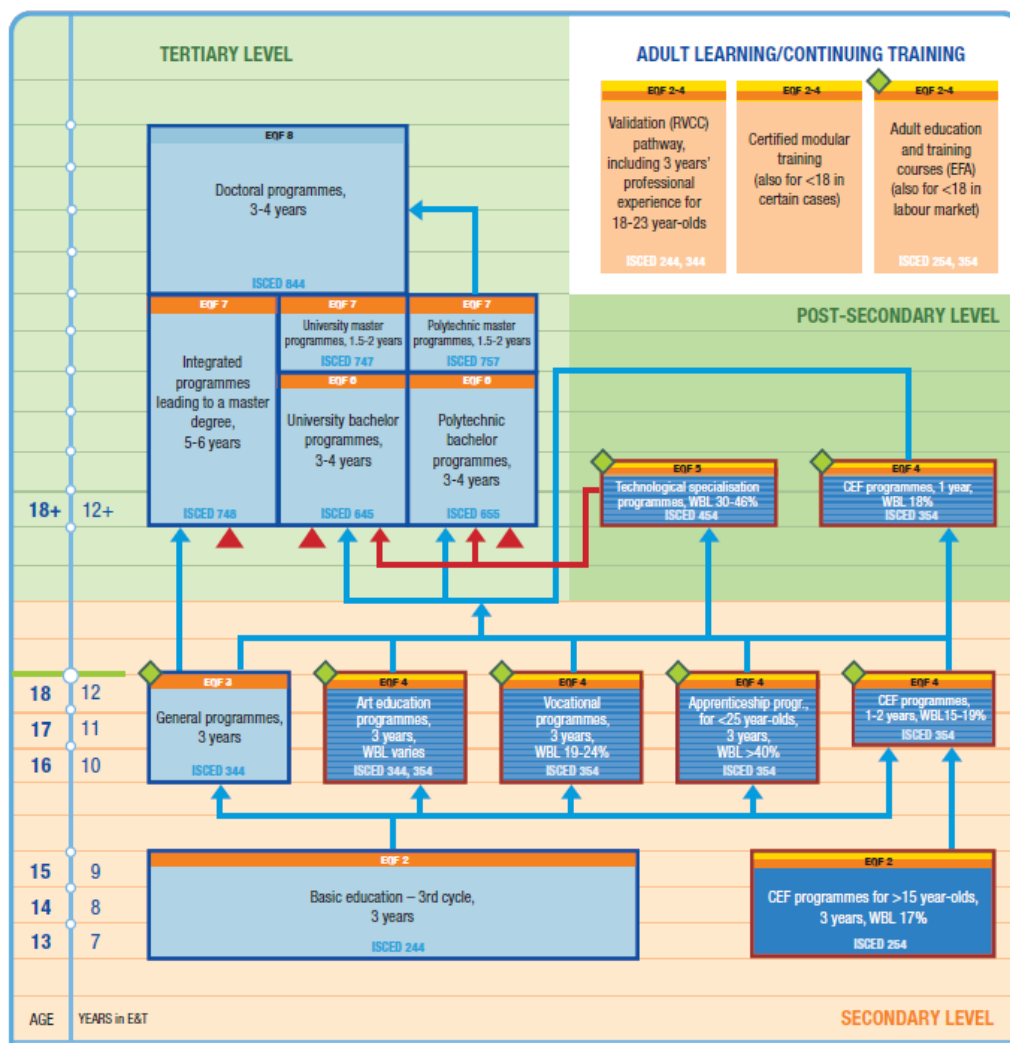 TERTIARY LEVEL
ADULT LEARNING/CONTINUING TRAINING
EQF 2-4
Validation (RVCC)
pathway,
including 3 years'
professional
experience for
18-23 year-olds
ISCED 244, 344
EQF 2-4
Certified modular
training
(also for <18 in
certain cases)
EQF 2-4
Adult education
and training
courses (EFA)
(also for <18 in
labour market)
ISCED 254, 354
EQF 8
Doctoral programmes,
3-4 years
ISCED 844
POST-SECONDARY LEVEL
EQF 7
Integrated
programmes
leading to a master
degree,
5-6 years
ISCED 748
EQF 7
University master
programmes, 1.5-2 years
ISCED 747
EQF 7
Polytechnic master
programmes, 1.5-2 years
ISCED 757
EQF 6
University bachelor
programmes,
3-4 years
ISCED 645
EQF 6
Polytechnic
bachelor
programmes,
3-4 years
ISCED 655
EQF 5
Technological specialisation
programmes, WBL 30-46%
ISCED 454
EQF 4
CEF programmes, 1 year,
WBL 18%
ISCED 354
18+ 12+
18 12
17 11
16 10
EQF 3
General programmes,
3 years
ISCED 344
EQF 4
Art education
programmes,
3 years,
WBL varies
ISCED 344, 354
EQF 4
Vocational
programmes,
3 years,
WBL 19-24%
ISCED 354
EQF 4
Apprenticeship progr.,
for <25 year-olds,
3 years,
WBL >40%
ISCED 354
EQF 4
CEF programmes,
1-2 years, WBL15-19%
ISCED 354
15 9
14 8
13 7
EQF 2
Basic education – 3rd cycle,
3 years
ISCED 244
EQF 2
CEF programmes for >15 year-olds,
3 years, WBL 17%
ISCED 254
AGE YEARS in E&T
SECONDARY LEVEL